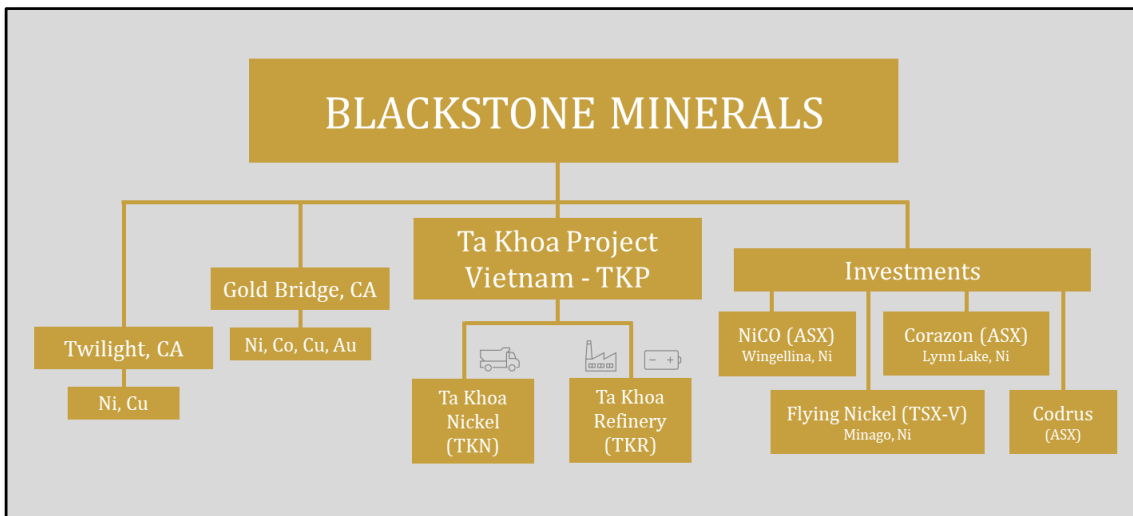 BLACKSTONE MINERALS
Twilight, CA
Ni, Cu
Gold Bridge, CA
Ni, Co, Cu, Au
Ta Khoa Project
Vietnam - TKP
Ta Khoa
Nickel
(TKN)
Ta Khoa
Refinery
(TKR)
Investments
NiCO (ASX)
Wingellina, Ni
Flying Nickel (TSX-V)
Minago, Ni
Corazon (ASX)
Lynn Lake, Ni
Codrus
(ASX)